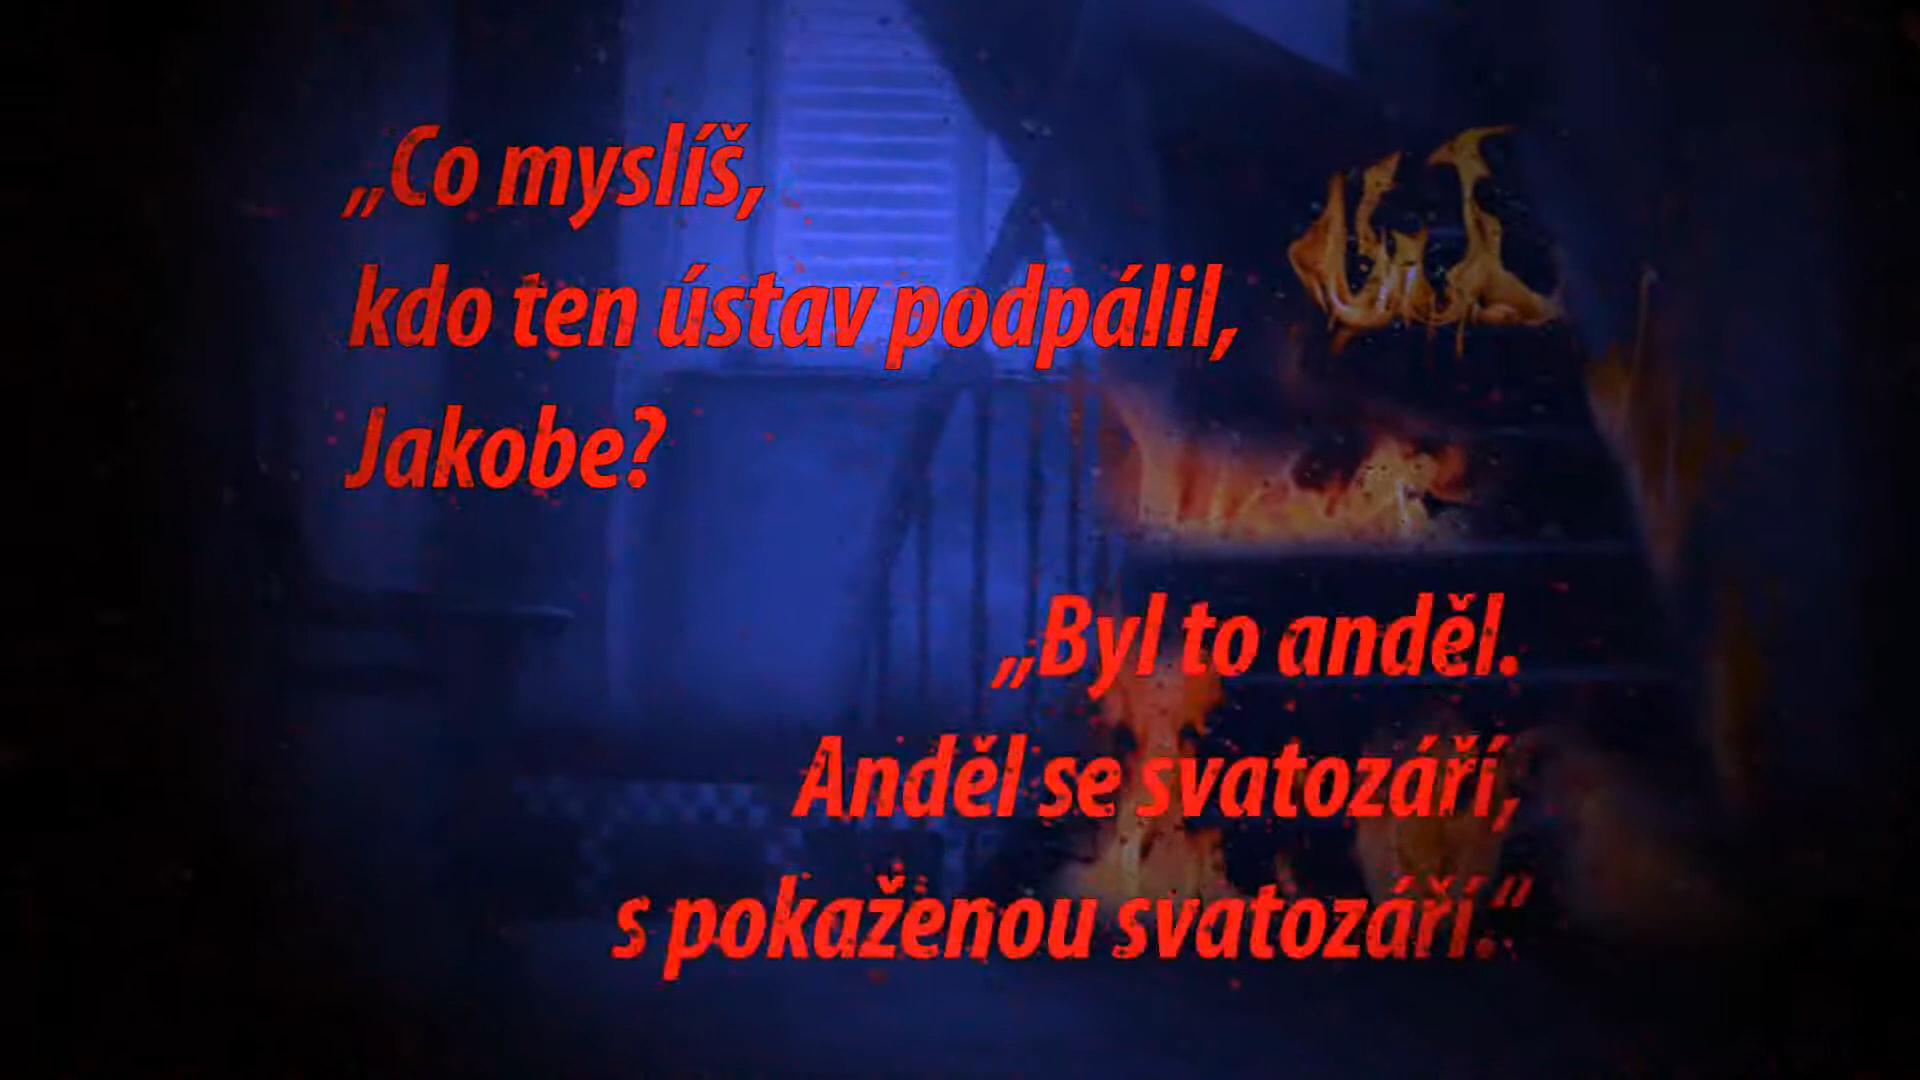 „Co myslíš,
kdo ten ústav podpálil,
Jakobe?
„Byl to anděl.
Anděl se svatozáří,
s pokaženou svatozáří.“